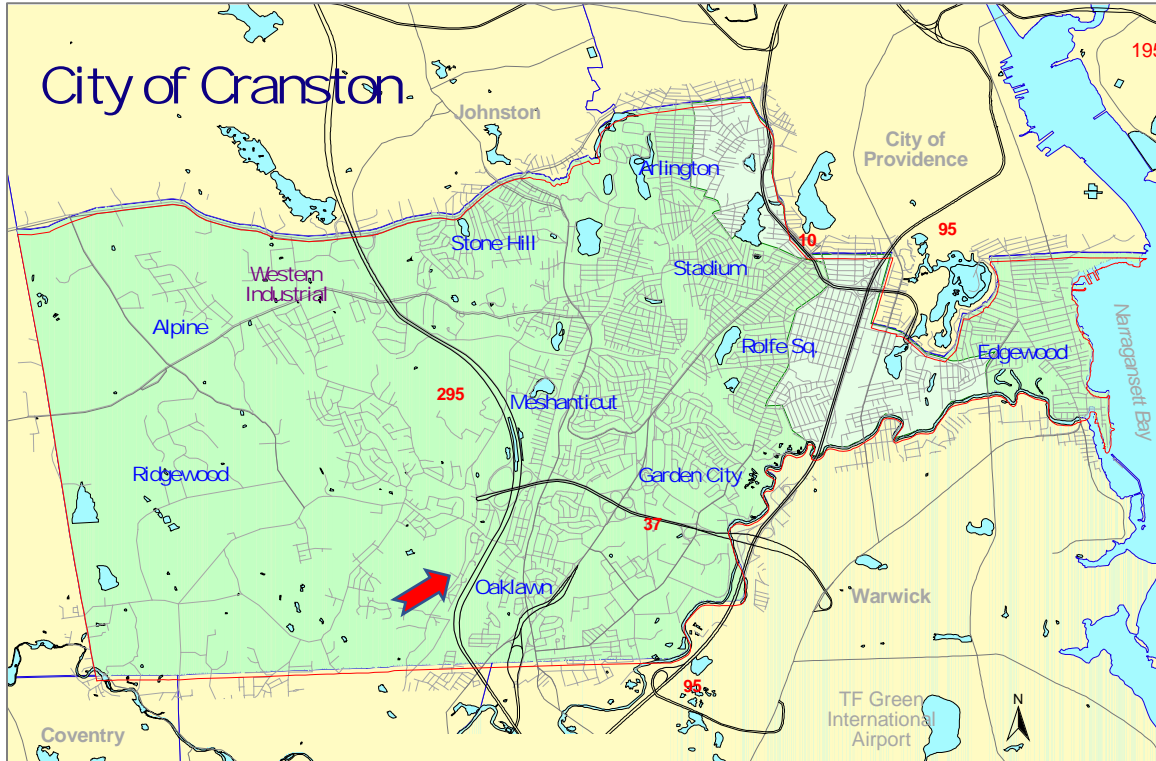 City of Cranston
195
Johnston
City of
Providence
Arlington
10
95
Stone Hill
Stadium
Western
Industrial
Alpine
Rolfe Sq.
Edgewood
Narragansett Bay
295
Meshanticut
Ridgewood
Garden City
37
Oaklawn
Warwick
95
TF Green
International
Airport
N
Coventry